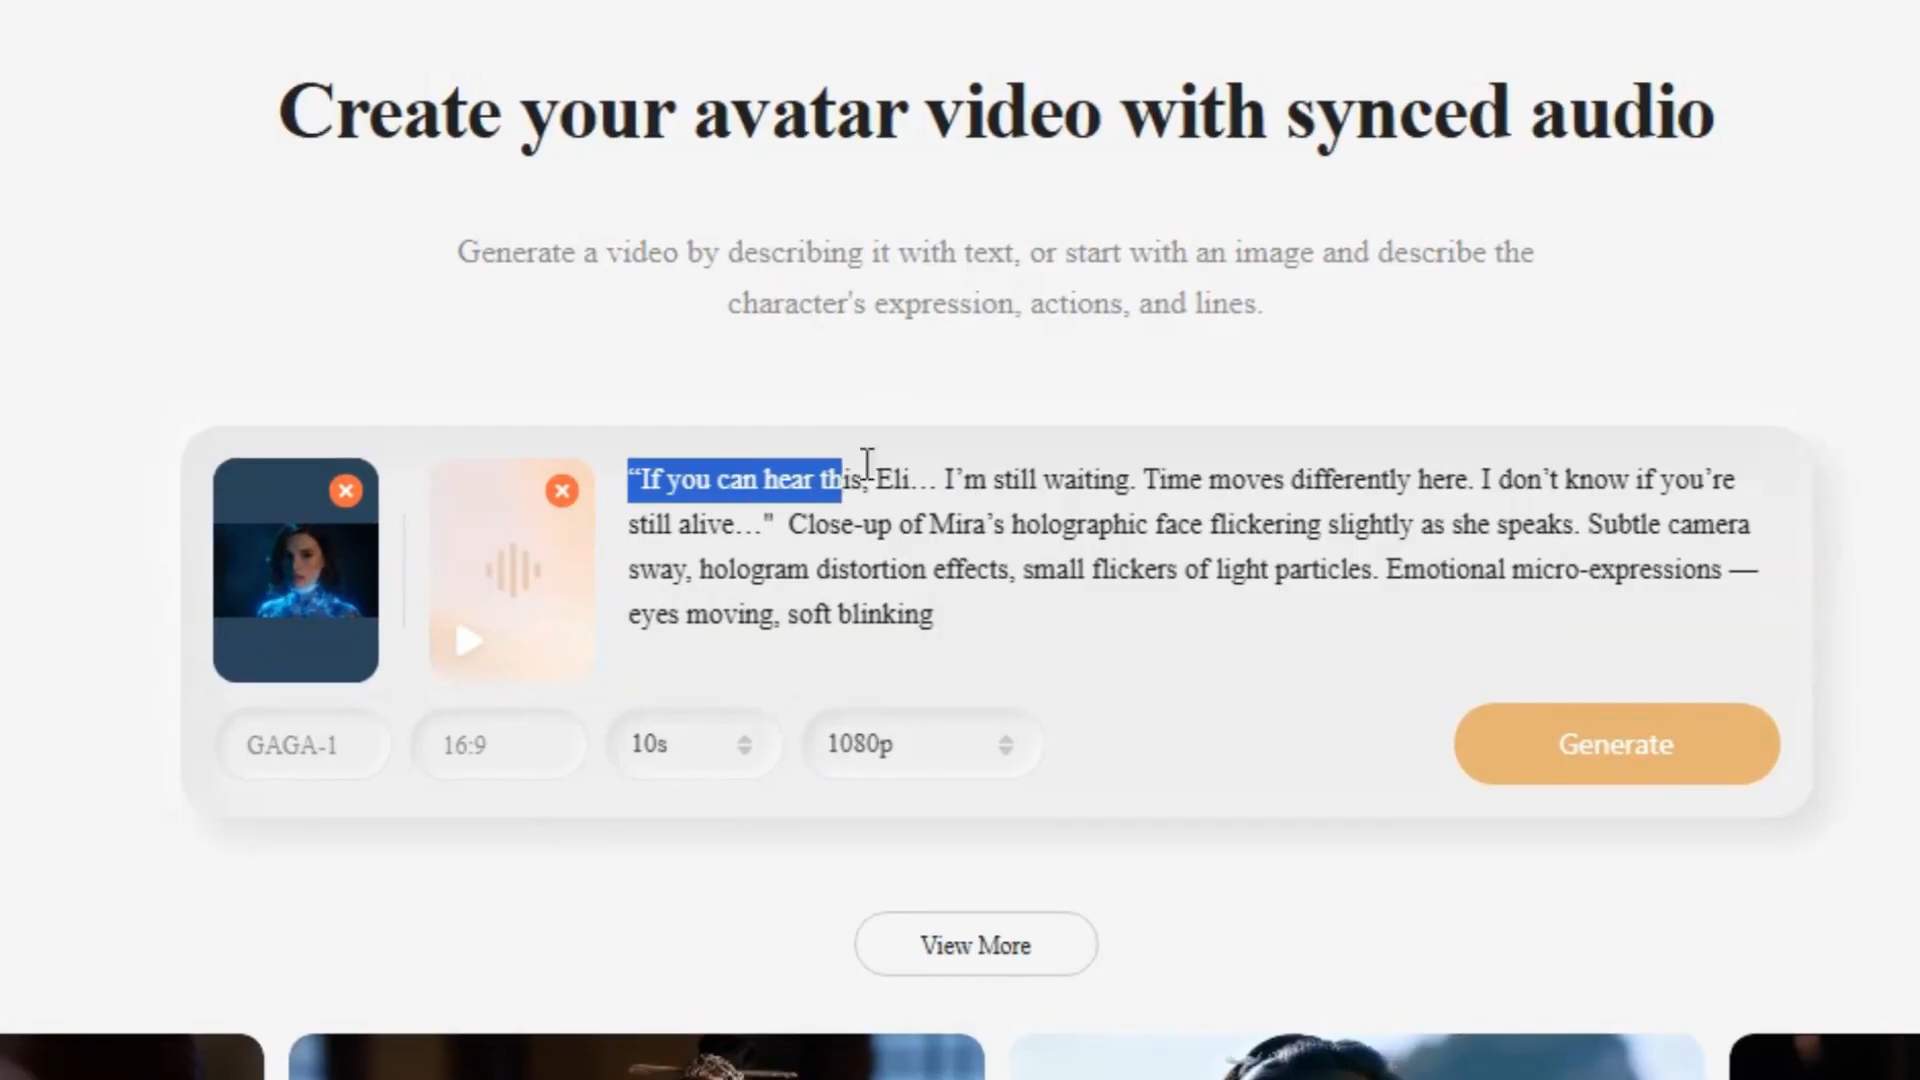 Create your avatar video with synced audio
Generate a video by describing it with text, or start with an image and describe the
character's expression, actions, and lines.
“If you can hear this, Eli… I’m still waiting. Time moves differently here. I don’t know if you’re
still alive…"  Close-up of Mira’s holographic face flickering slightly as she speaks. Subtle camera
sway, hologram distortion effects, small flickers of light particles. Emotional micro-expressions —
eyes moving, soft blinking
GAGA-1
16:9
10s
1080p
Generate
View More